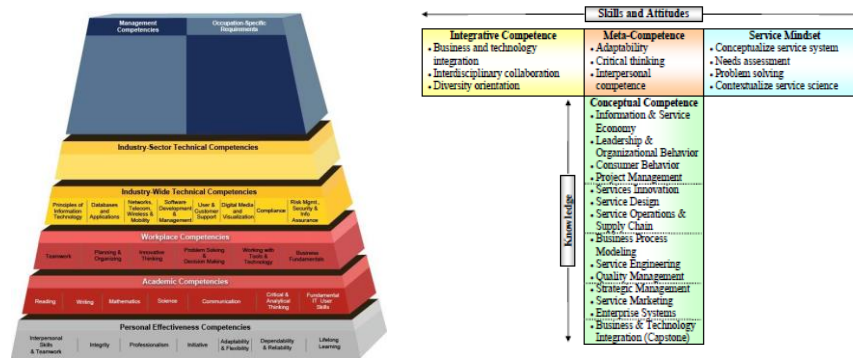 Management
Competencies
Occupation-Specific
Requirements
Industry-Sector Technical Competencies
Industry-Wide Technical Competencies
Principles of
Information
Technology
Databases
and
Applications
Networks,
Telecom,
Wireless &
Mobility
Software
Development
&
Management
User &
Customer
Support
Digital Media
and
Visualization
Compliance
Risk Mgmt.,
Security &
Info
Assurance
Workplace Competencies
Teamwork
Planning &
Organizing
Innovative
Thinking
Problem Solving
&
Decision Making
Working with
Tools &
Technology
Business
Fundamentals
Academic Competencies
Reading
Writing
Mathematics
Science
Communication
Critical &
Analytical
Thinking
Fundamental
IT User
Skills
Personal Effectiveness Competencies
Interpersonal
Skills
& Teamwork
Integrity
Professionalism
Initiative
Adaptability
& Flexibility
Dependability
& Reliability
Lifelong
Learning
Skills and Attitudes
Integrative Competence
• Business and technology
integration
• Interdisciplinary collaboration
• Diversity orientation
Meta-Competence
• Adaptability
• Critical thinking
• Interpersonal
competence
Service Mindset
• Conceptualize service system
• Needs assessment
• Problem solving
• Contextualize service science
Knowledge
Conceptual Competence
• Information & Service
Economy
• Leadership &
Organizational Behavior
• Consumer Behavior
• Project Management
• Services Innovation
• Service Design
• Service Operations &
Supply Chain
• Business Process
Modeling
• Service Engineering
• Quality Management
• Strategic Management
• Service Marketing
• Enterprise Systems
• Business & Technology
Integration (Capstone)